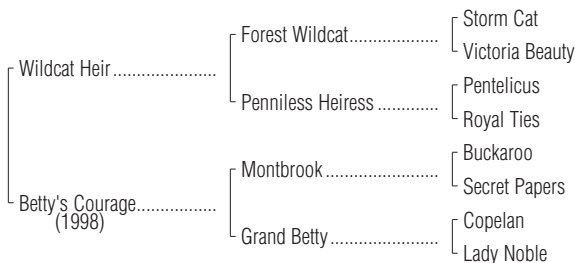 Storm Cat
Forest Wildcat..................
Victoria Beauty
Wildcat Heir.....................
Pentelicus
Penniless Heiress.............
Royal Ties
Buckaroo
Montbrook.......................
Secret Papers
Betty's Courage................
(1998)
Copelan
Grand Betty......................
Lady Noble